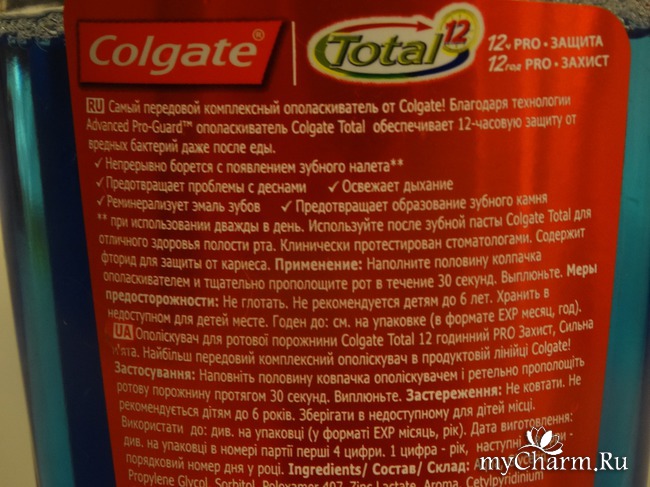 Colgate®
Total 12
12ч PRO • ЗАЩИТА
12год PRO • ЗАХИСТ
RU Самый передовой комплексный ополаскиватель от Colgate! Благодаря технологии
Advanced Pro-Guard™ ополаскиватель Colgate Total обеспечивает 12-часовую защиту от
вредных бактерий даже после еды.
✓Непрерывно борется с появлением зубного налета**
✓Предотвращает проблемы с деснами ✓Освежает дыхание
✓Реминерализует эмаль зубов ✓Предотвращает образование зубного камня
** при использовании дважды в день. Используйте после зубной пасты Colgate Total для
отличного здоровья полости рта. Клинически протестирован стоматологами. Содержит
фторид для защиты от кариеса. Применение: Наполните половину колпачка
ополаскивателем и тщательно прополощите рот в течение 30 секунд. Выплюньте. Меры
предосторожности: Не глотать. Не рекомендуется детям до 6 лет. Хранить в
недоступном для детей месте. Годен до: см. на упаковке (в формате EXP месяц, год).
UA Ополіскувач для ротової порожнини Colgate Total 12 годинний PRO Захист, Сильна
м'ята. Найбільш передовий комплексний ополіскувач в продуктовій лінійці Colgate!
Застосування: Наповніть половину ковпачка ополіскувачем і ретельно прополощіть
ротову порожнину протягом 30 секунд. Виплюньте. Застереження: Не ковтати. Не
рекомендується дітям до 6 років. Зберігати в недоступному для дітей місці.
Використати до: див. на упаковці (у форматі EXP місяць, рік). Дата виготовлення:
див. на упаковці в номері партії перші 4 цифри. 1 цифра - рік, наступні
порядковий номер дня у році. Ingredients/ Состав/ Склад:
Propylene Glycol, Sorbitol, Poloxamer 407, Zinc Lactate, Aroma, Cetylpyridinium
myCharm.Ru